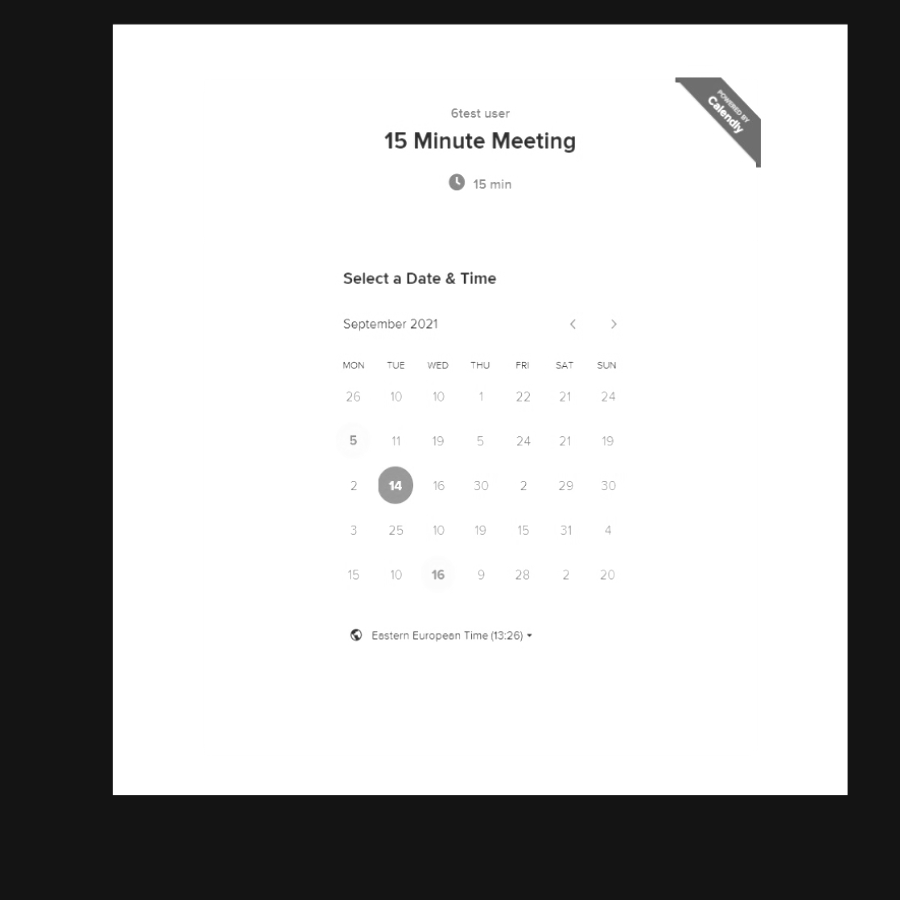 POWERED BY
Calendly
6test user
15 Minute Meeting
15 min
Select a Date & Time
September 2021
MON TUE WED THU FRI SAT SUN
26 10 10 1 22 21 24
5 11 19 5 24 21 19
2 14 16 30 2 29 30
3 25 10 19 15 31 4
15 10 16 9 28 2 20
Eastern European Time (13:26)